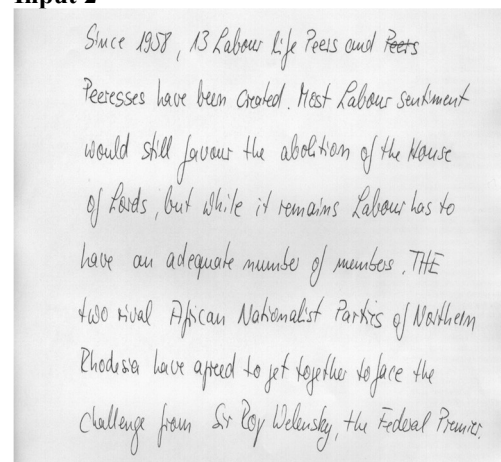 Input 2
Since 1958, 13 Labour life Peers and Peers
Peeresses have been created. Most Labour sentiment
would still favour the abolition of the House
of Lords, but while it remains Labour has to
have an adequate number of members. THE
two rival African Nationalist Parties of Northern
Rhodesia have agreed to get together to face the
challenge from Sir Roy Welensky, the Federal Premier.